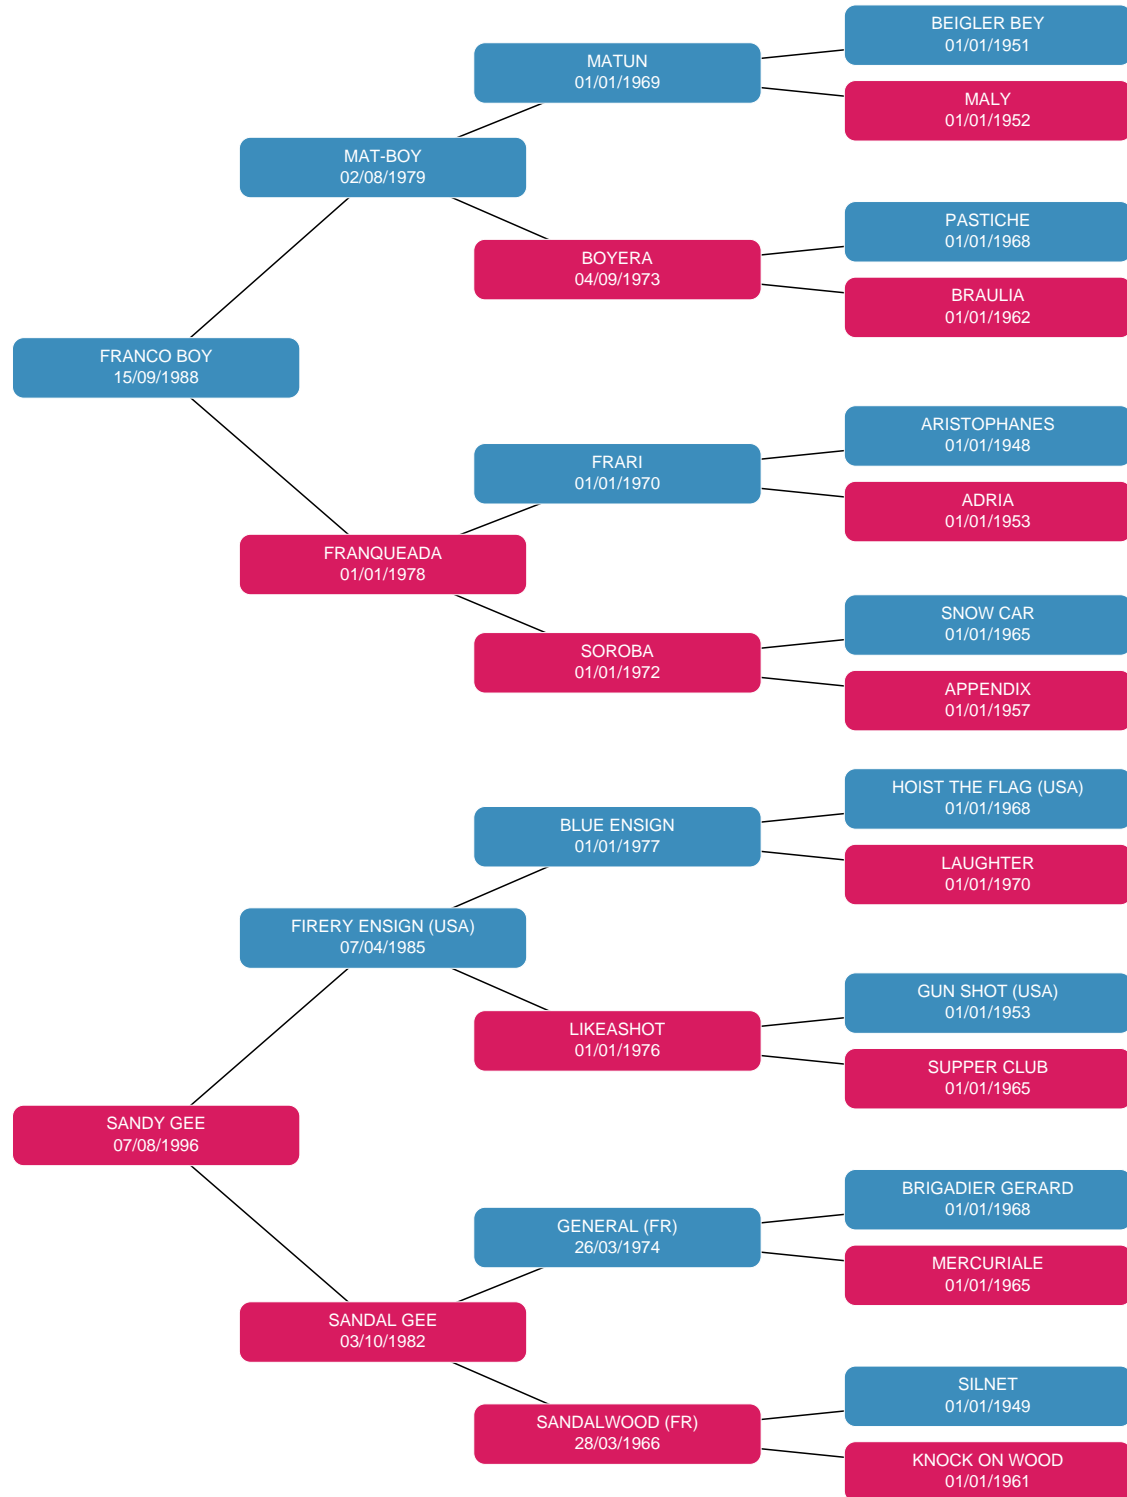 BEIGLER BEY
01/01/1951
MATUN
01/01/1969
MALY
01/01/1952
MAT-BOY
02/08/1979
PASTICHE
01/01/1968
BOYERA
04/09/1973
BRAULIA
01/01/1962
FRANCO BOY
15/09/1988
ARISTOPHANES
01/01/1948
FRARI
01/01/1970
ADRIA
01/01/1953
FRANQUEADA
01/01/1978
SNOW CAR
01/01/1965
SOROBA
01/01/1972
APPENDIX
01/01/1957
HOIST THE FLAG (USA)
01/01/1968
BLUE ENSIGN
01/01/1977
LAUGHTER
01/01/1970
FIRERY ENSIGN (USA)
07/04/1985
GUN SHOT (USA)
01/01/1953
LIKEASHOT
01/01/1976
SUPPER CLUB
01/01/1965
SANDY GEE
07/08/1996
BRIGADIER GERARD
01/01/1968
GENERAL (FR)
26/03/1974
MERCURIALE
01/01/1965
SANDAL GEE
03/10/1982
SILNET
01/01/1949
SANDALWOOD (FR)
28/03/1966
KNOCK ON WOOD
01/01/1961